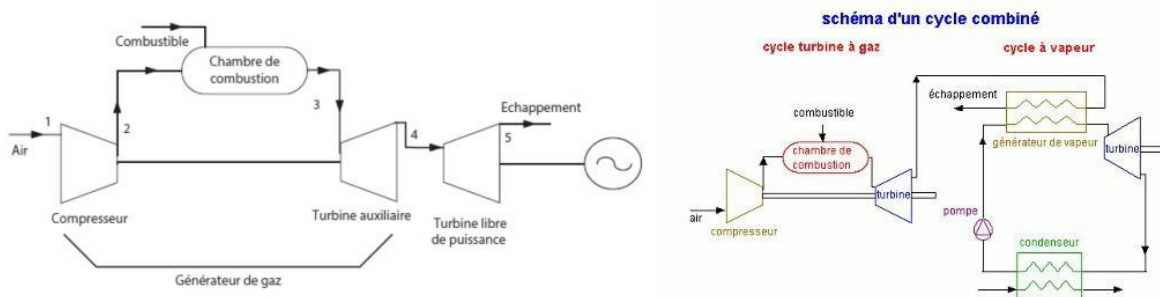 Combustible
Chambre de
combustion
1
2
3
4
5
Air
Echappement
Compresseur
Turbine auxiliaire
Turbine libre
de puissance
Générateur de gaz
schéma d'un cycle combiné
cycle turbine à gaz
cycle à vapeur
échappement
combustible
chambre de
combustion
générateur de vapeur
turbine
turbine
air
compresseur
pompe
condenseur